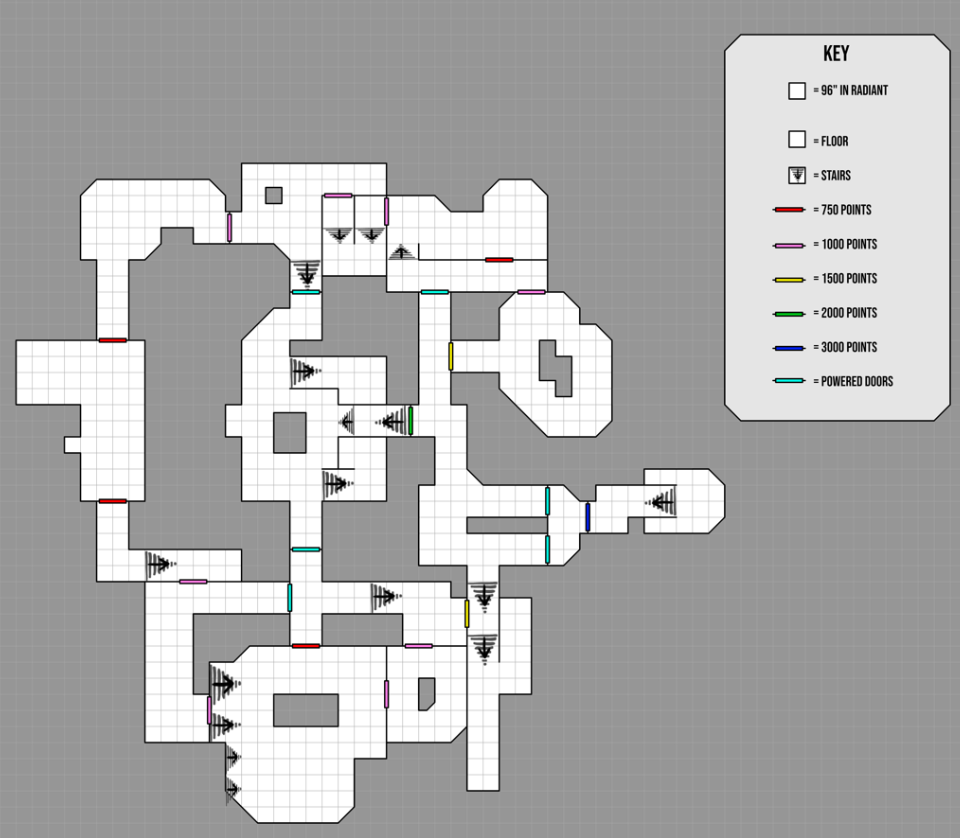 KEY
= 96" IN RADIANT
= FLOOR
= STAIRS
= 750 POINTS
= 1000 POINTS
= 1500 POINTS
= 2000 POINTS
= 3000 POINTS
= POWERED DOORS